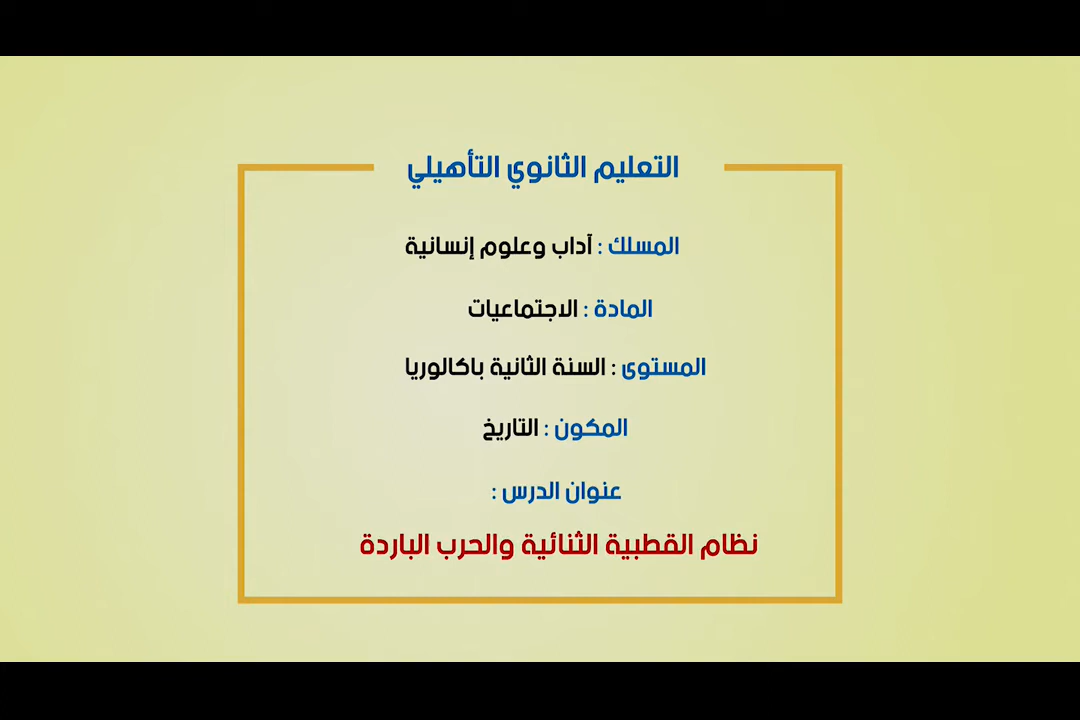 التعليم الثانوي التأهيلي
المسلك : آداب وعلوم إنسانية
المادة : الاجتماعيات
المستوى : السنة الثانية باكالوريا
المكون : التاريخ
عنوان الدرس :
نظام القطبية الثنائية والحرب الباردة